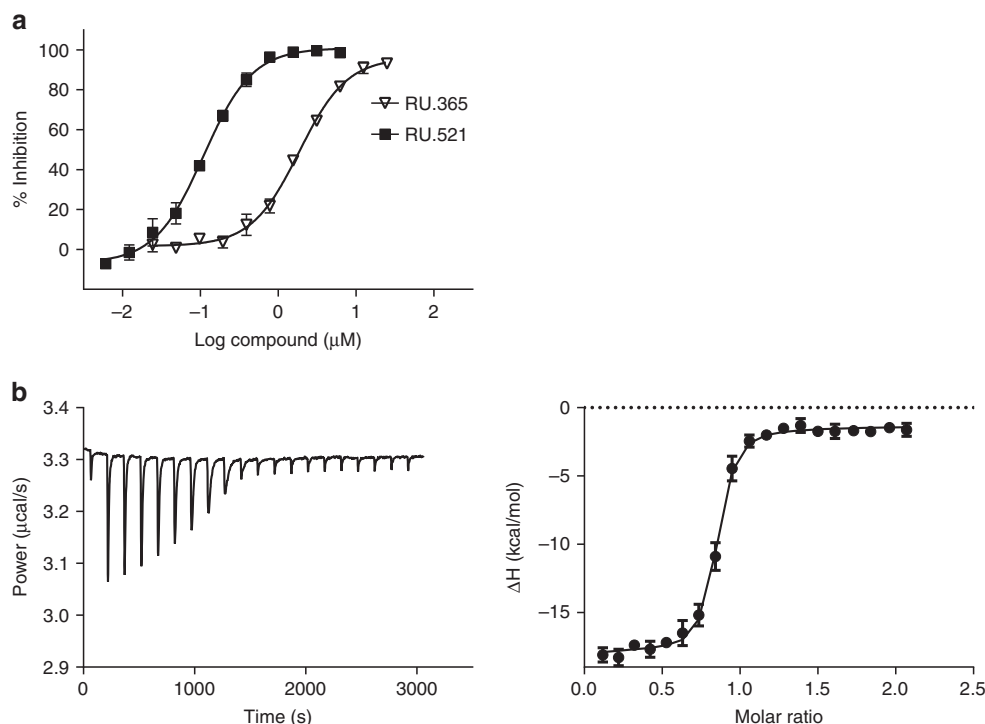 a
100
80
60
40
20
0
% Inhibition
–2 –1 0 1 2
Log compound (μM)
RU.365
RU.521
b
3.4
3.3
3.2
3.1
3.0
2.9
Power (μcal/s)
0 1000 2000 3000
Time (s)
0
–5
–10
–15
ΔH (kcal/mol)
0.0 0.5 1.0 1.5 2.0 2.5
Molar ratio